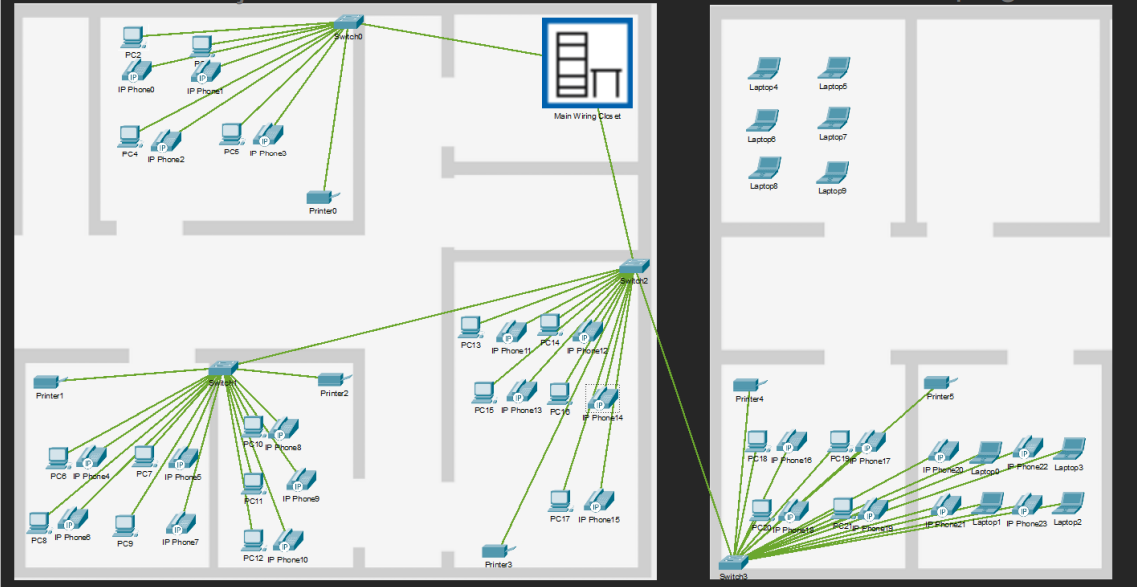 Switch0
PC2
IP Phone0
IP Phone1
PC4
IP Phone2
PC5
IP Phone3
Printer0
Main Wiring Closet
Switch2
PC13
IP Phone11
PC14
IP Phone12
PC15
IP Phone13
PC16
IP Phone14
PC17
IP Phone15
Printer3
Switch1
Printer1
Printer2
PC6
IP Phone4
PC7
IP Phone5
PC8
IP Phone6
PC9
IP Phone7
PC10
IP Phone8
PC11
IP Phone9
PC12
IP Phone10
Laptop4
Laptop5
Laptop6
Laptop7
Laptop8
Laptop9
Printer4
Printer5
PC18
IP Phone16
PC19
IP Phone17
PC20
IP Phone18
PC21
IP Phone19
IP Phone20
Laptop0
IP Phone22
Laptop3
IP Phone21
Laptop1
IP Phone23
Laptop2
Switch3